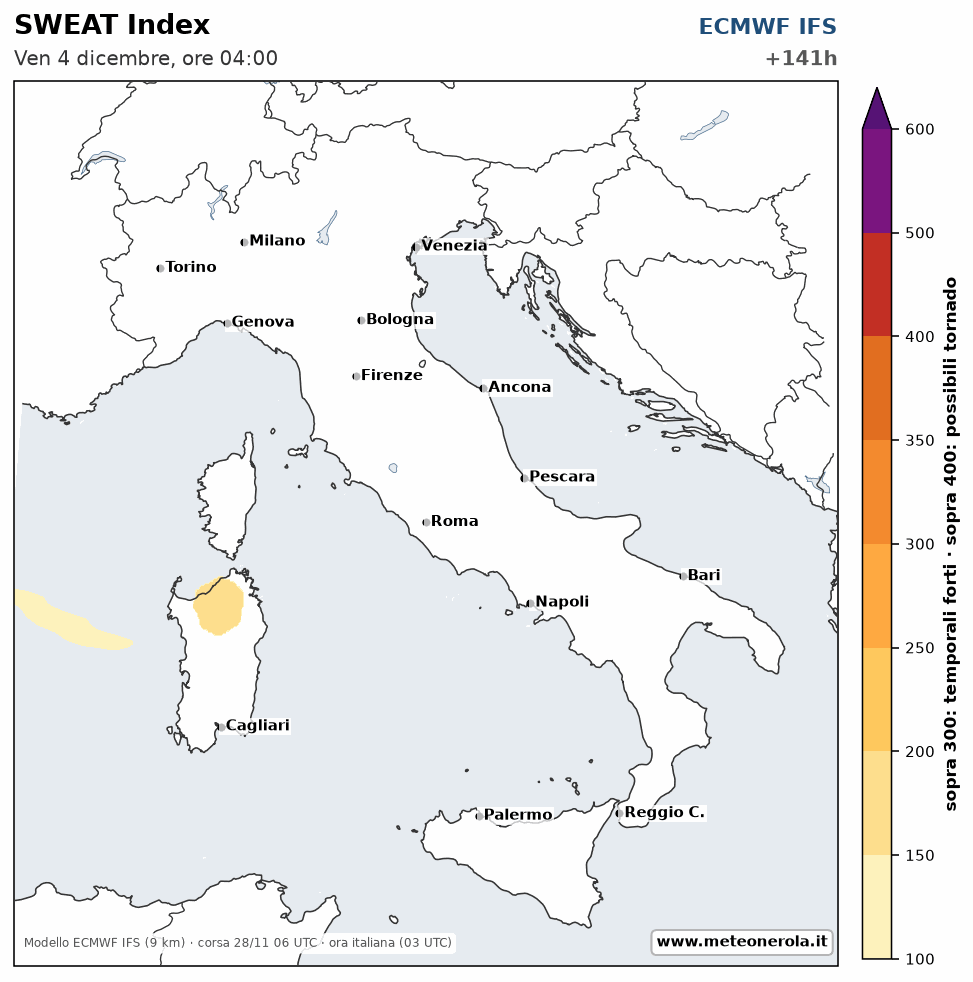 SWEAT Index
ECMWF IFS
Ven 4 dicembre, ore 04:00
+141h
600
500
400
350
300
250
200
150
100
sopra 300: temporali forti · sopra 400: possibili tornado
Milano
Venezia
Torino
Genova
Bologna
Firenze
Ancona
Pescara
Roma
Bari
Napoli
Cagliari
Palermo
Reggio C.
Modello ECMWF IFS (9 km) · corsa 28/11 06 UTC · ora italiana (03 UTC)
www.meteonerola.it